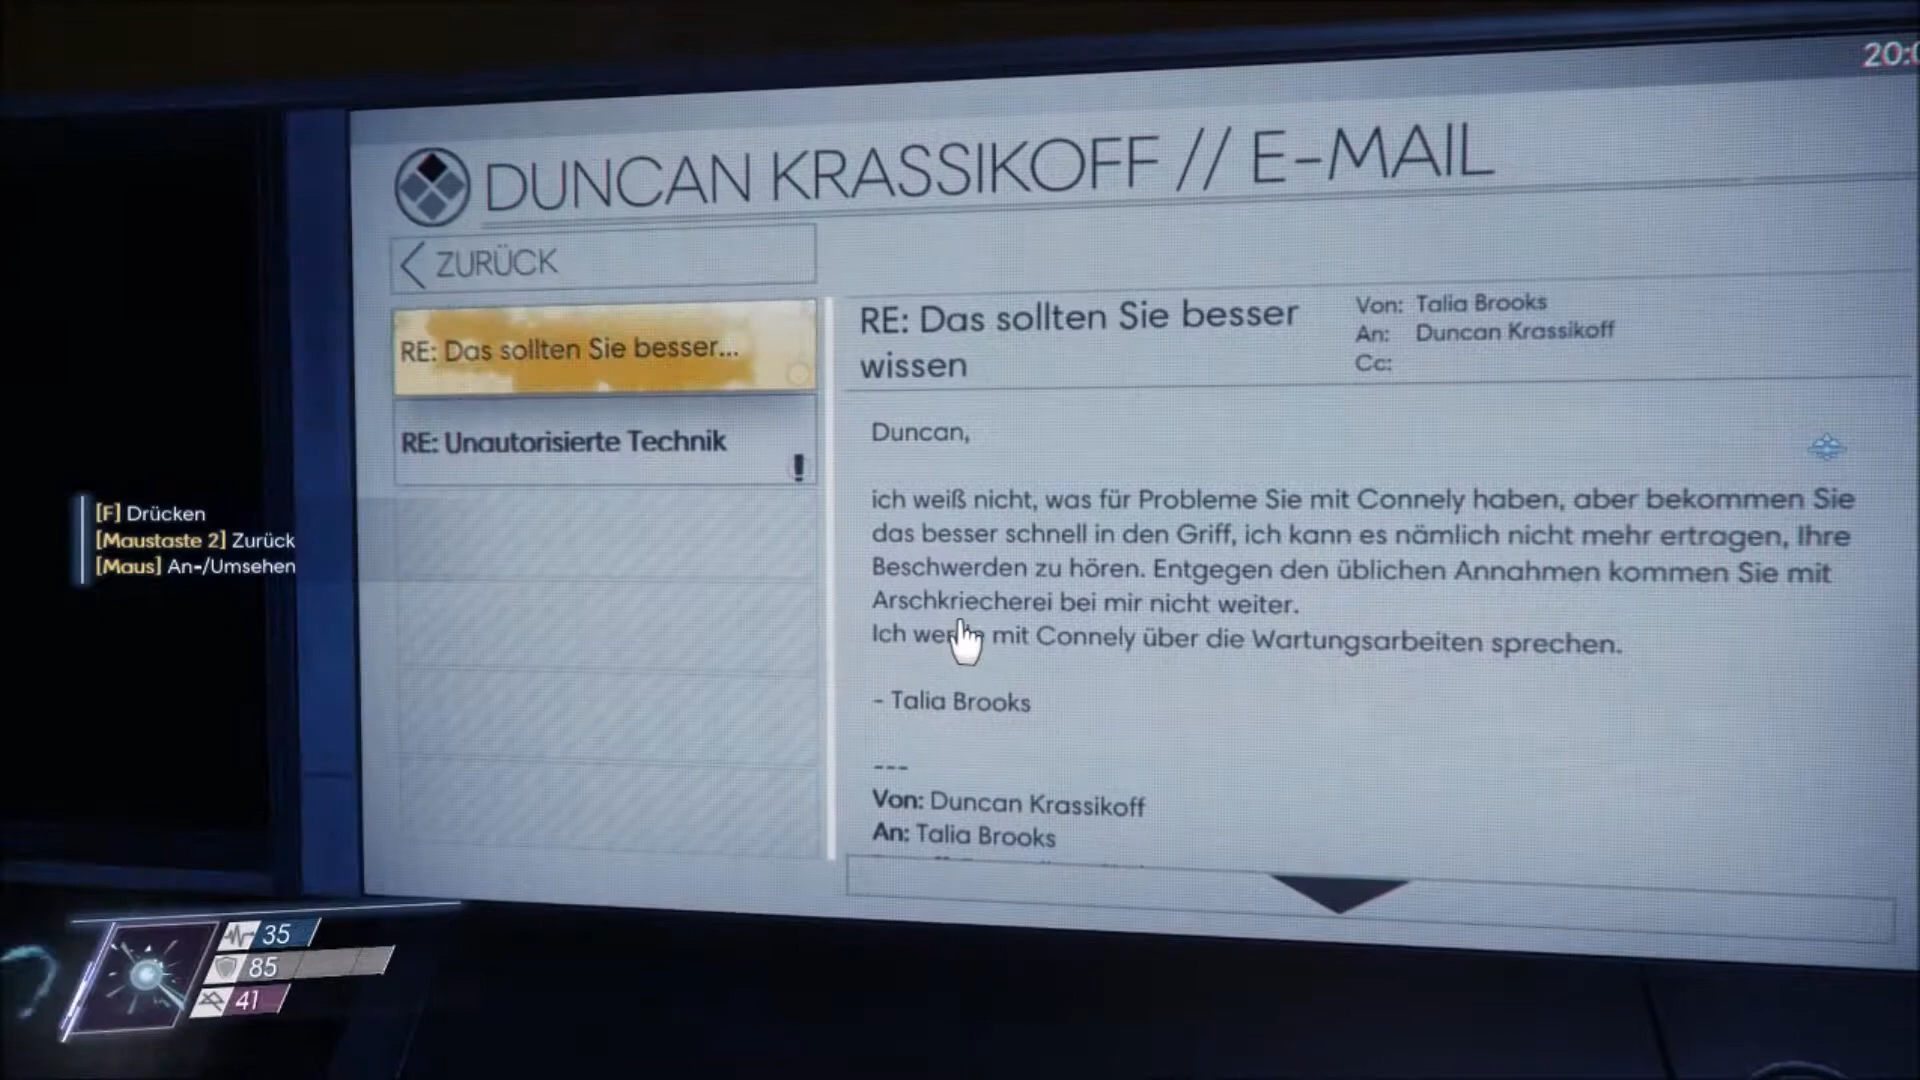 20:0
DUNCAN KRASSIKOFF // E-MAIL
ZURÜCK
RE: Das sollten Sie besser...
RE: Unautorisierte Technik
!
RE: Das sollten Sie besser
wissen
Von: Talia Brooks
An: Duncan Krassikoff
Cc:
Duncan,
ich weiß nicht, was für Probleme Sie mit Connely haben, aber bekommen Sie
das besser schnell in den Griff, ich kann es nämlich nicht mehr ertragen, Ihre
Beschwerden zu hören. Entgegen den üblichen Annahmen kommen Sie mit
Arschkriecherei bei mir nicht weiter.
Ich mit Connely über die Wartungsarbeiten sprechen.
- Talia Brooks
---
Von: Duncan Krassikoff
An: Talia Brooks
[F] Drücken
[Maustaste 2] Zurück
[Maus] An-/Umsehen
35
85
41